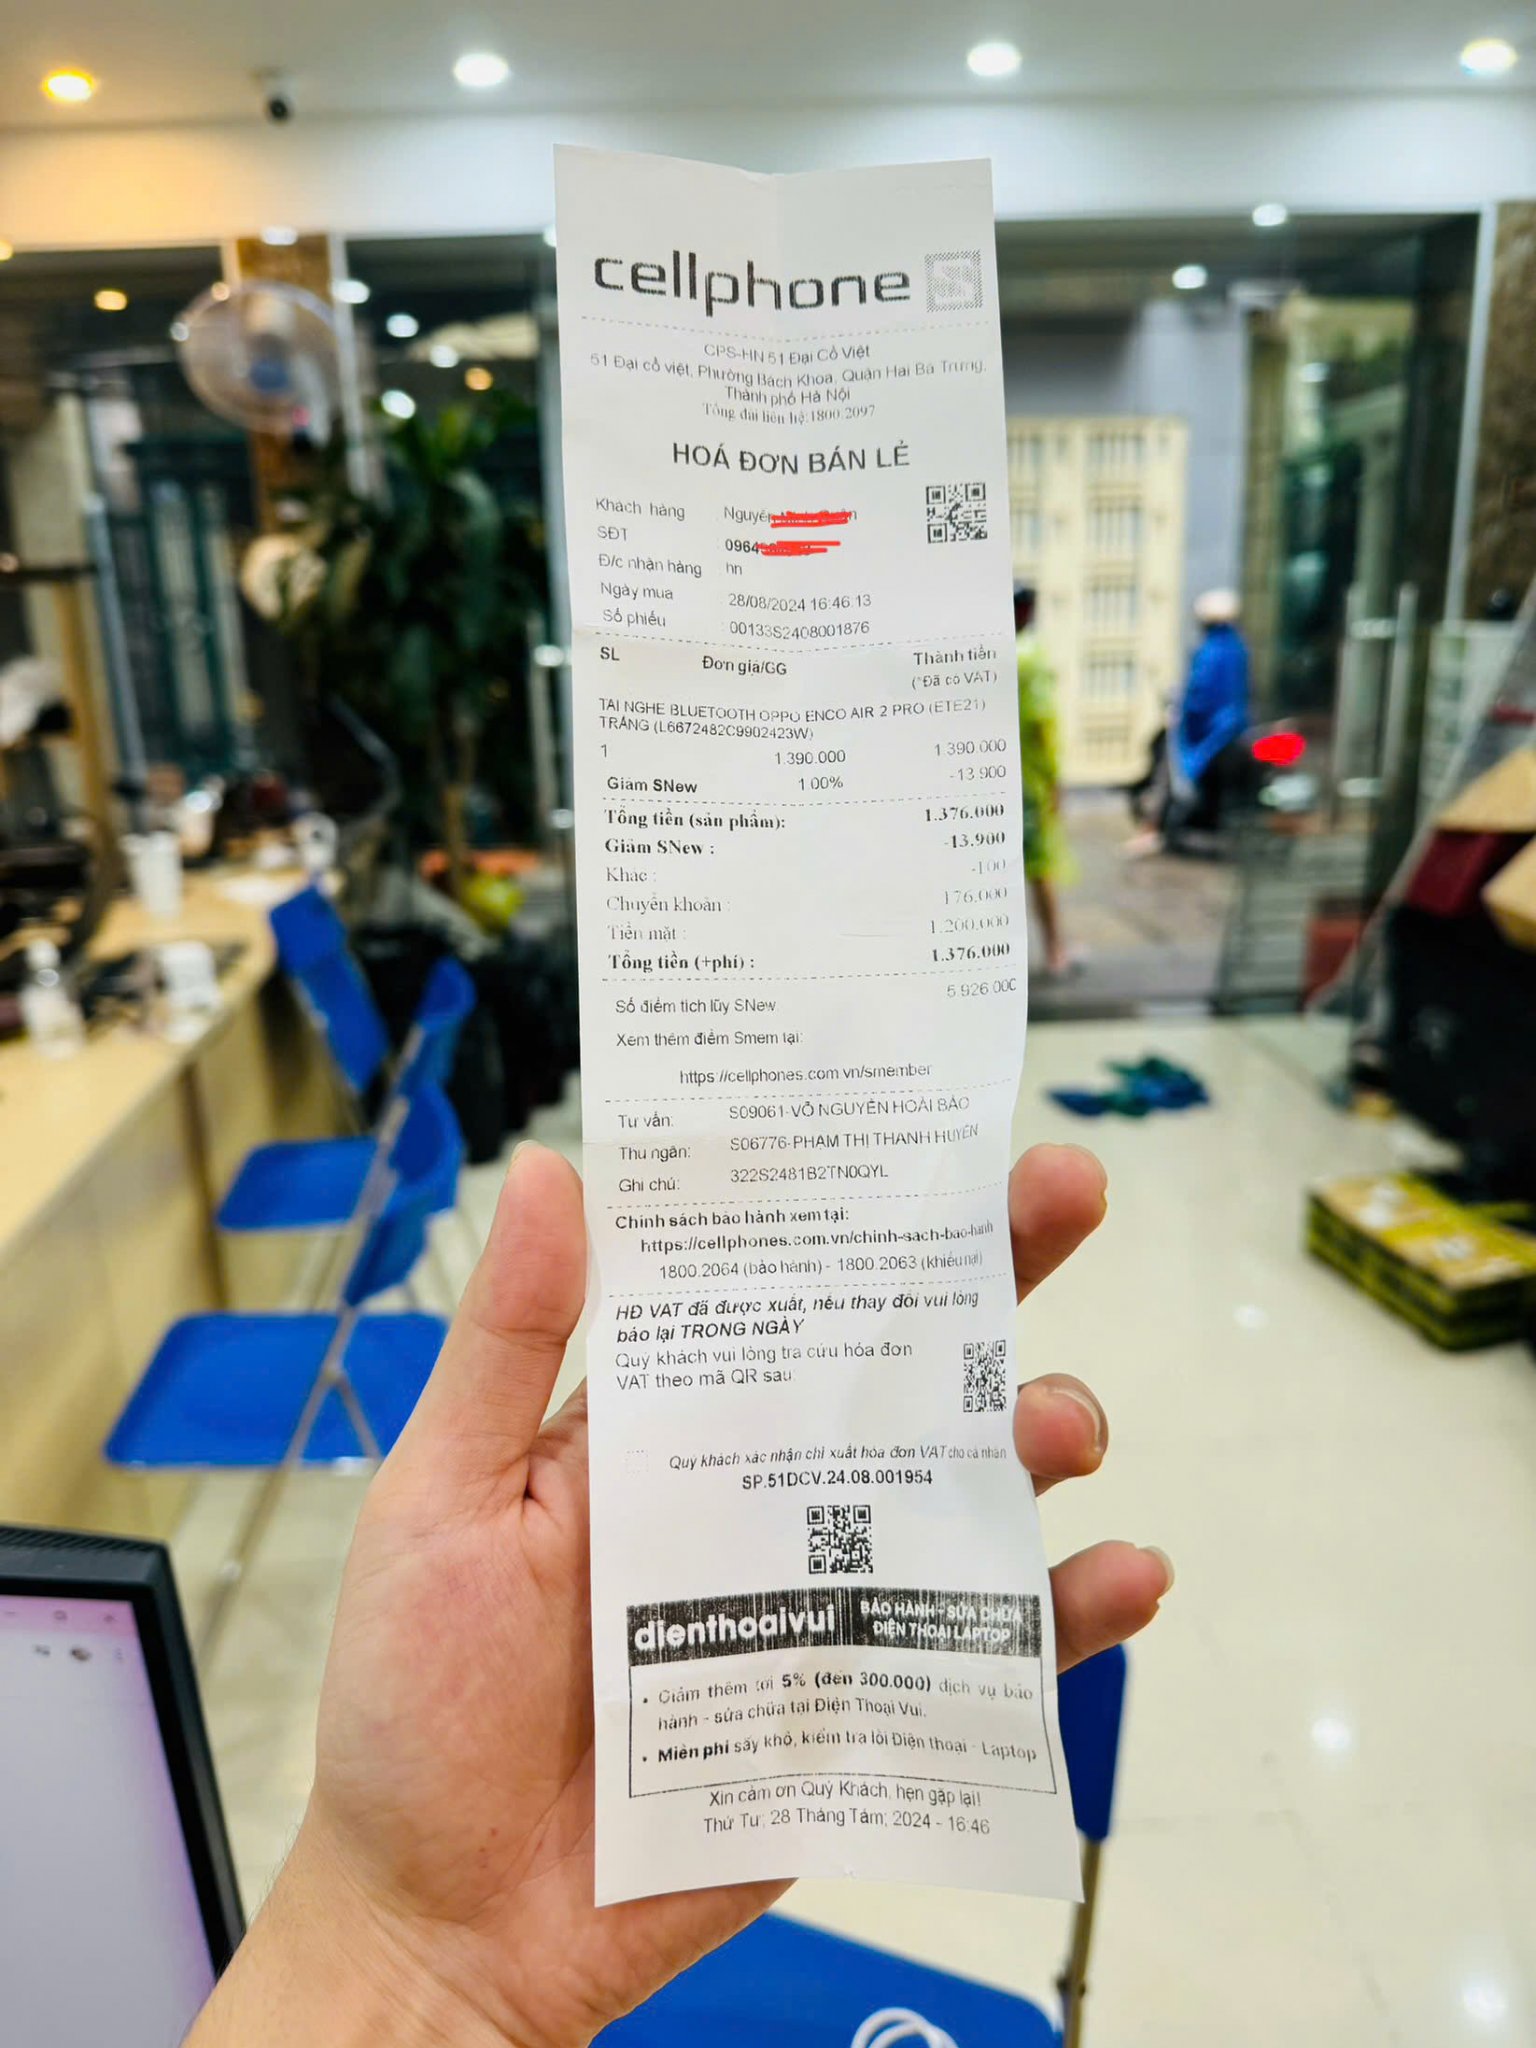 cellphone S
CPS-HN 51 Đại Cồ Việt
51 Đại cồ việt, Phường Bách Khoa, Quận Hai Bà Trưng,
Thành phố Hà Nội
Tổng đài liên hệ:1800.2097
HOÁ ĐƠN BÁN LẺ
Khách hàng : Nguyễn
SĐT : 0964
Đ/c nhận hàng : hn
Ngày mua : 28/08/2024 16:46:13
Số phiếu : 00133S2408001876
SL Đơn giá/GG Thành tiền
(*Đã có VAT)
TAI NGHE BLUETOOTH OPPO ENCO AIR 2 PRO (ETE21)
TRẮNG (L6672482C9902423W)
1 1.390.000 1.390.000
Giảm SNew 1.00% -13.900
Tổng tiền (sản phẩm): 1.376.000
Giảm SNew : -13.900
Khác : -100
Chuyển khoản : 176.000
Tiền mặt : 1.200.000
Tổng tiền (+phí) : 1.376.000
Số điểm tích lũy SNew 5.926.000
Xem thêm điểm Smem tại:
https://cellphones.com.vn/smember
Tư vấn: S09061-VÕ NGUYỄN HOÀI BẢO
Thu ngân: S06776-PHẠM THỊ THANH HUYỀN
Ghi chú: 322S2481B2TN0QYL
Chính sách bảo hành xem tại:
https://cellphones.com.vn/chinh-sach-bao-hanh
1800.2064 (bảo hành) - 1800.2063 (khiếu nại)
HĐ VAT đã được xuất, nếu thay đổi vui lòng
báo lại TRONG NGÀY
Quý khách vui lòng tra cứu hóa đơn
VAT theo mã QR sau:
Quý khách xác nhận chỉ xuất hóa đơn VAT cho cá nhân
SP.51DCV.24.08.001954
dienthoaivui BẢO HÀNH - SỬA CHỮA
ĐIỆN THOẠI LAPTOP
• Giảm thêm tới 5% (đến 300.000) dịch vụ bảo
hành - sửa chữa tại Điện Thoại Vui.
• Miễn phí sấy khô, kiểm tra lỗi Điện thoại - Laptop
Xin cảm ơn Quý Khách, hẹn gặp lại!
Thứ Tư, 28 Tháng Tám, 2024 - 16:46